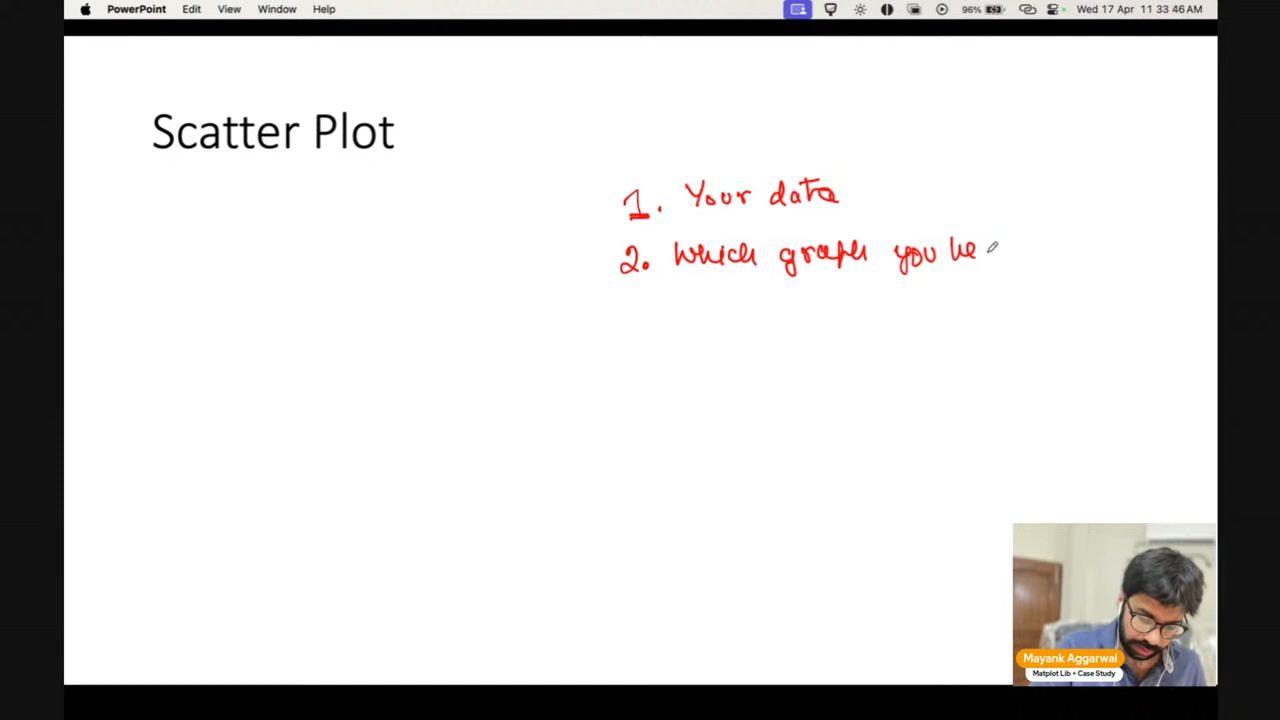 PowerPoint Edit View Window Help 96% Wed 17 Apr 11 33 46 AM
Scatter Plot
1. Your data
2. Which graph you he
Mayank Aggarwal
Matplot Lib + Case Study